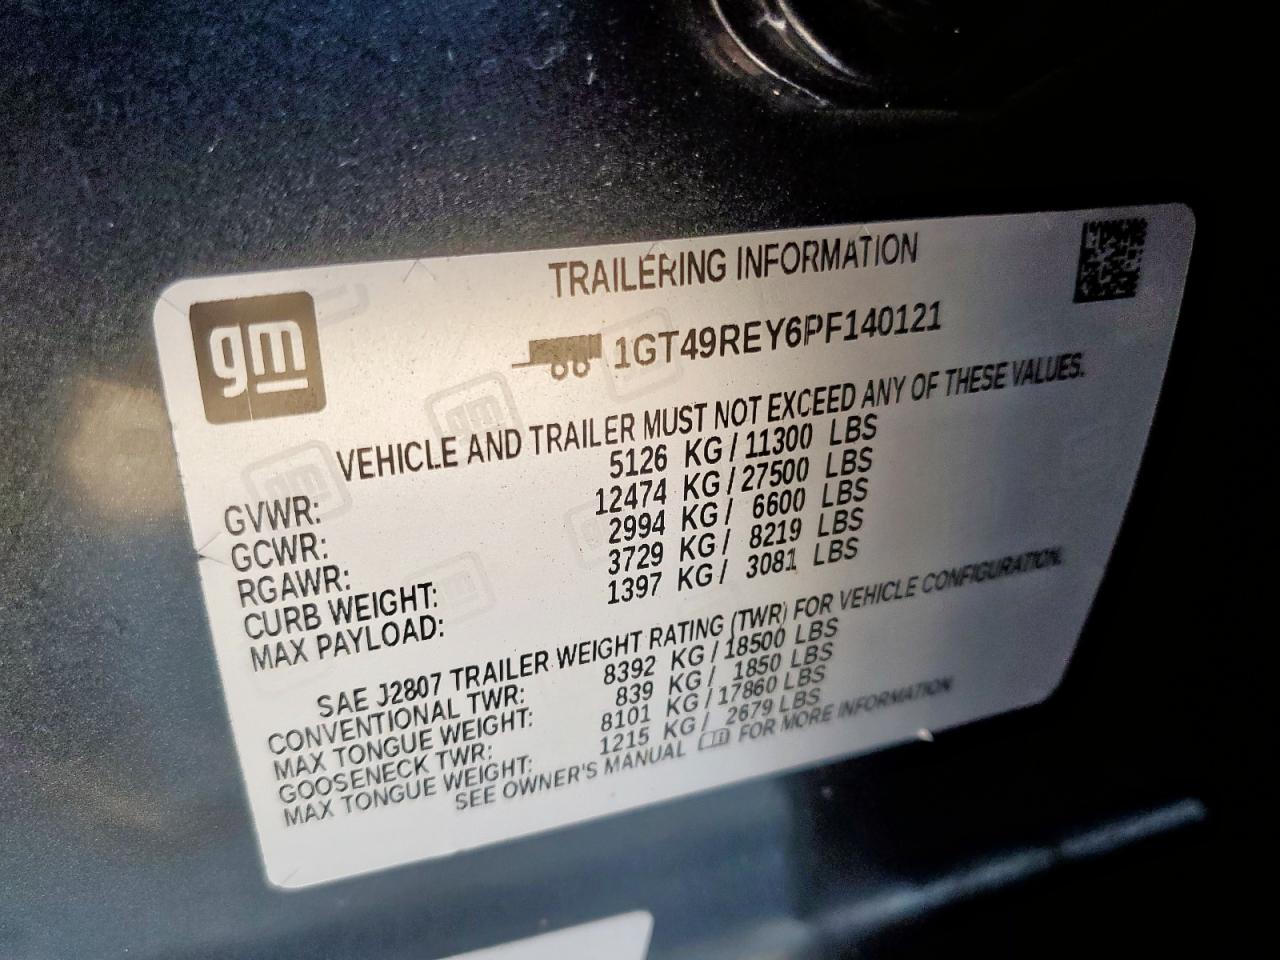 gm
TRAILERING INFORMATION
1GT49REY6PF140121
VEHICLE AND TRAILER MUST NOT EXCEED ANY OF THESE VALUES.
GVWR: 5126 KG / 11300 LBS
GCWR: 12474 KG / 27500 LBS
RGAWR: 2994 KG / 6600 LBS
CURB WEIGHT: 3729 KG / 8219 LBS
MAX PAYLOAD: 1397 KG / 3081 LBS
SAE J2807 TRAILER WEIGHT RATING (TWR) FOR VEHICLE CONFIGURATION.
CONVENTIONAL TWR: 8392 KG / 18500 LBS
MAX TONGUE WEIGHT: 839 KG / 1850 LBS
GOOSENECK TWR: 8101 KG / 17860 LBS
MAX TONGUE WEIGHT: 1215 KG / 2679 LBS
SEE OWNER'S MANUAL FOR MORE INFORMATION